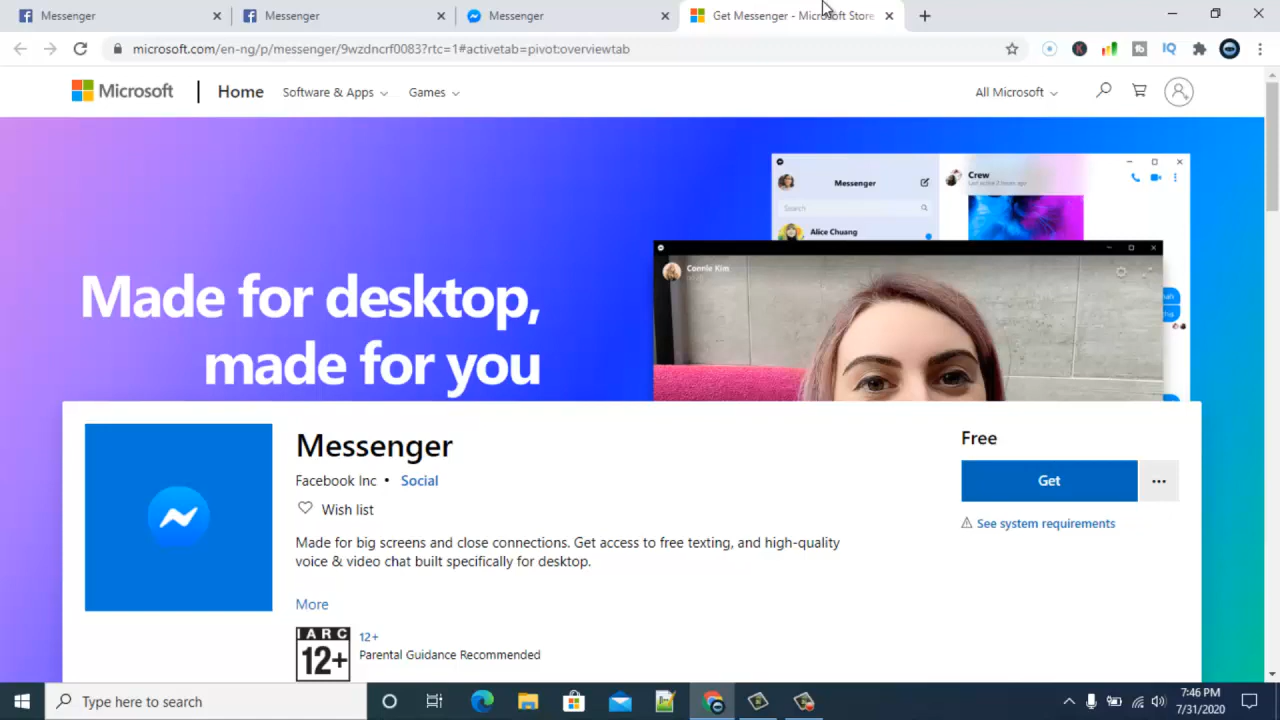 Messenger
Messenger
Messenger
Get Messenger - Microsoft Store
microsoft.com/en-ng/p/messenger/9wzdncrf0083?rtc=1#activetab=pivot:overviewtab
Microsoft
Home
Software & Apps
Games
All Microsoft
Messenger
Search
Alice Chuang
Crew
Connie Kim
Made for desktop,
made for you
Messenger
Facebook Inc • Social
Wish list
Made for big screens and close connections. Get access to free texting, and high-quality
voice & video chat built specifically for desktop.
More
IARC
12+
12+
Parental Guidance Recommended
Free
Get
See system requirements
Type here to search
7:46 PM
7/31/2020